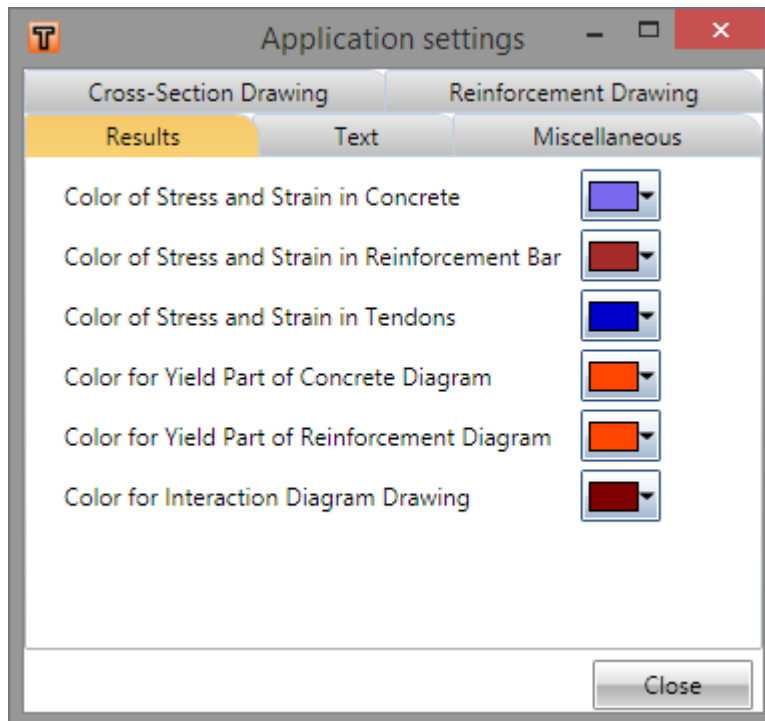 Application settings
Cross-Section Drawing Reinforcement Drawing
Results Text Miscellaneous
Color of Stress and Strain in Concrete
Color of Stress and Strain in Reinforcement Bar
Color of Stress and Strain in Tendons
Color for Yield Part of Concrete Diagram
Color for Yield Part of Reinforcement Diagram
Color for Interaction Diagram Drawing
Close